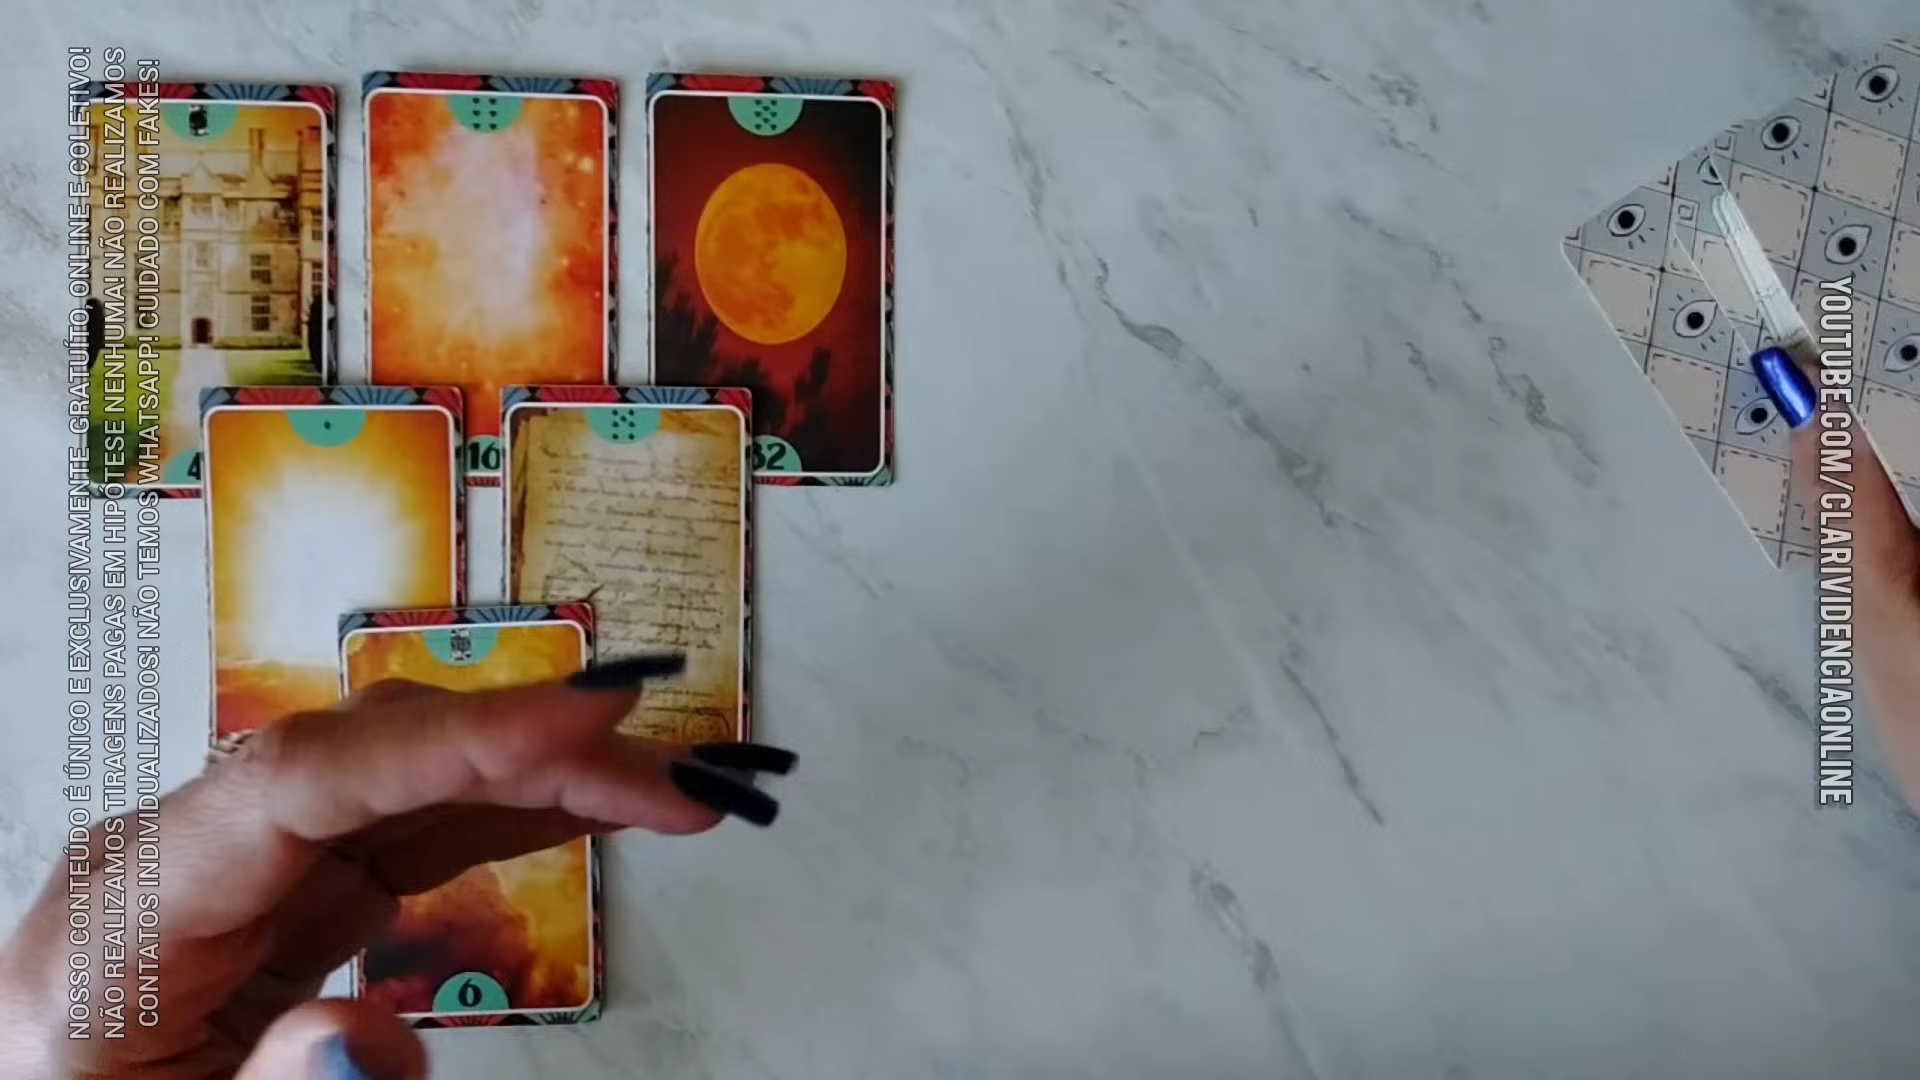 NOSSO CONTEÚDO É ÚNICO E EXCLUSIVAMENTE GRATUÍTO, ONLINE E COLETIVO!
NÃO REALIZAMOS TIRAGENS PAGAS EM HIPÓTESE NENHUMA! NÃO REALIZAMOS
CONTATOS INDIVIDUALIZADOS! NÃO TEMOS WHATSAPP! CUIDADO COM FAKES!
4
16
32
6
YOUTUBE.COM/CLARIVIDENCIAONLINE